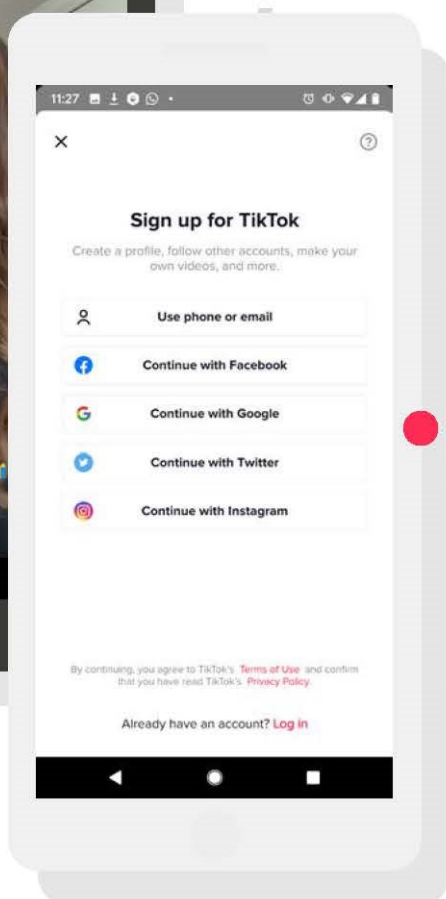 11:27
Sign up for TikTok
Create a profile, follow other accounts, make your
own videos, and more.
Use phone or email
Continue with Facebook
Continue with Google
Continue with Twitter
Continue with Instagram
By continuing, you agree to TikTok's Terms of Use and confirm
that you have read TikTok's Privacy Policy.
Already have an account? Log in